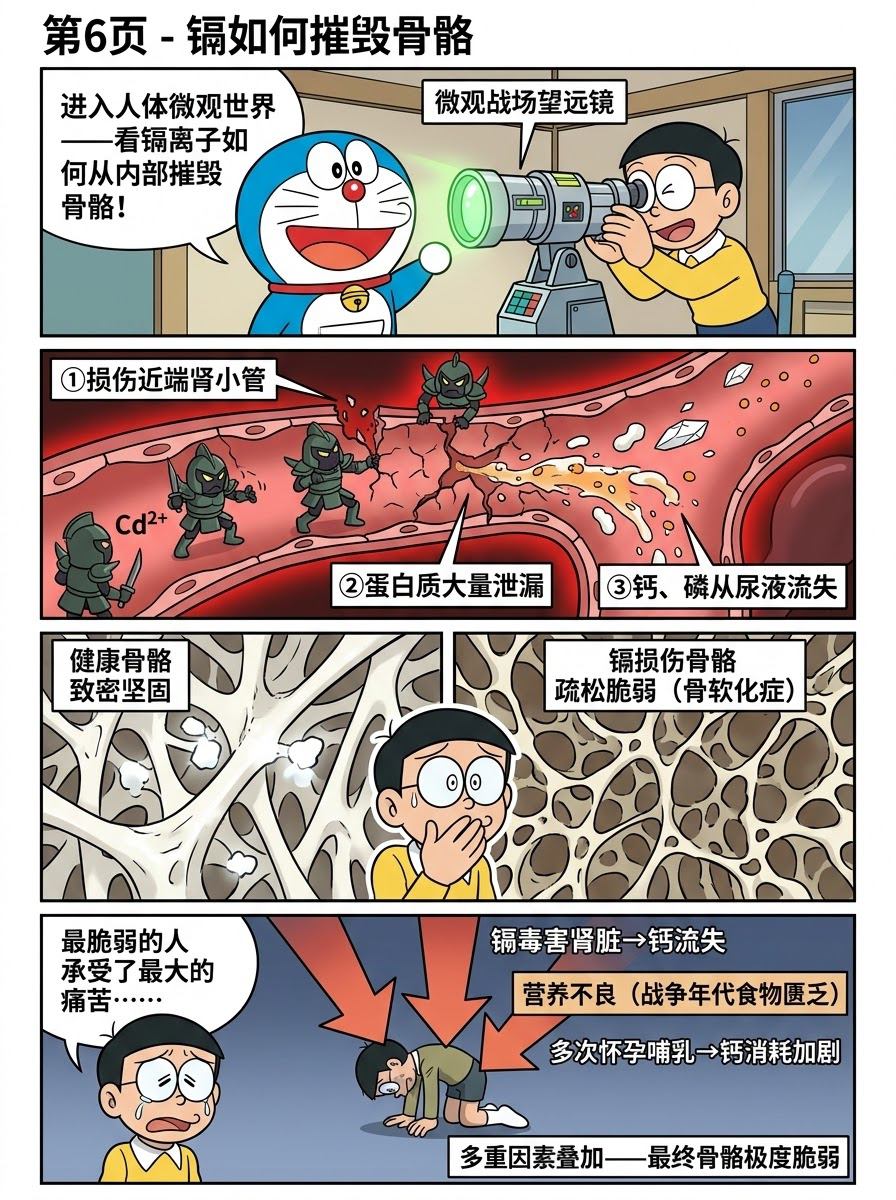 第6页 - 镉如何摧毁骨骼
进入人体微观世界
——看镉离子如
何从内部摧毁
骨骼！
微观战场望远镜
①损伤近端肾小管
Cd²⁺
②蛋白质大量泄漏
③钙、磷从尿液流失
健康骨骼
致密坚固
镉损伤骨骼
疏松脆弱（骨软化症）
最脆弱的人
承受了最大的
痛苦……
镉毒害肾脏→钙流失
营养不良（战争年代食物匮乏）
多次怀孕哺乳→钙消耗加剧
多重因素叠加——最终骨骼极度脆弱